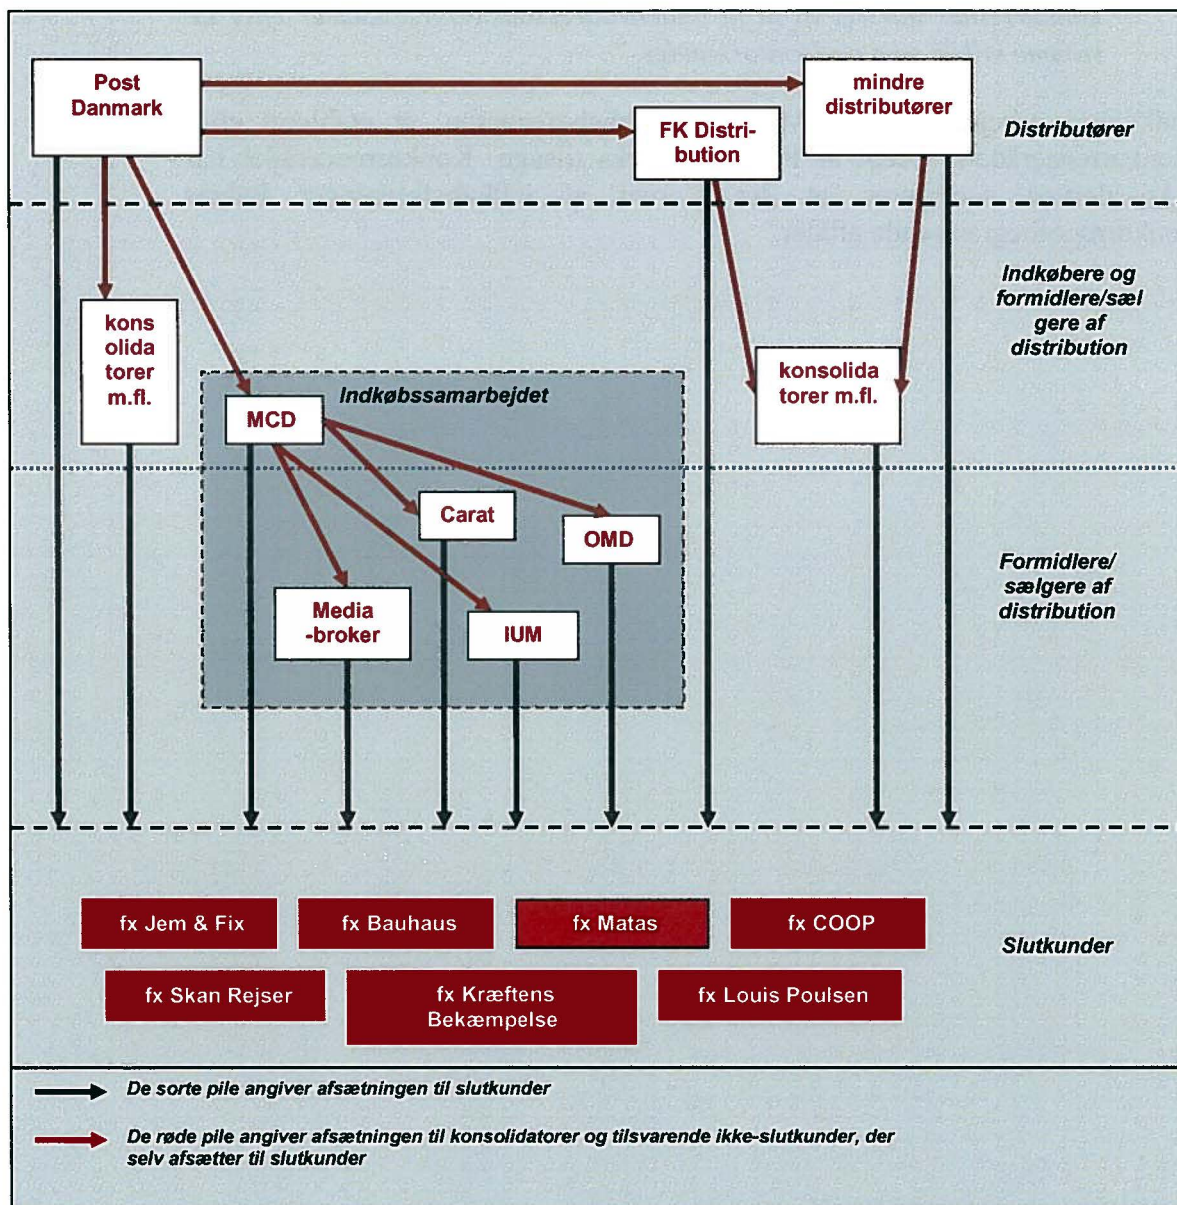 Post
Danmark
mindre
distributører
FK Distri-
bution
Distributører
kons
olida
torer
m.fl.
Indkøbere og
formidlere/sæl
gere af
distribution
konsolida
torer m.fl.
Indkøbssamarbejdet
MCD
Carat
OMD
Media
-broker
IUM
Formidlere/
sælgere af
distribution
fx Jem & Fix
fx Bauhaus
fx Matas
fx COOP
Slutkunder
fx Skan Rejser
fx Kræftens
Bekæmpelse
fx Louis Poulsen
De sorte pile angiver afsætningen til slutkunder
De røde pile angiver afsætningen til konsolidatorer og tilsvarende ikke-slutkunder, der
selv afsætter til slutkunder